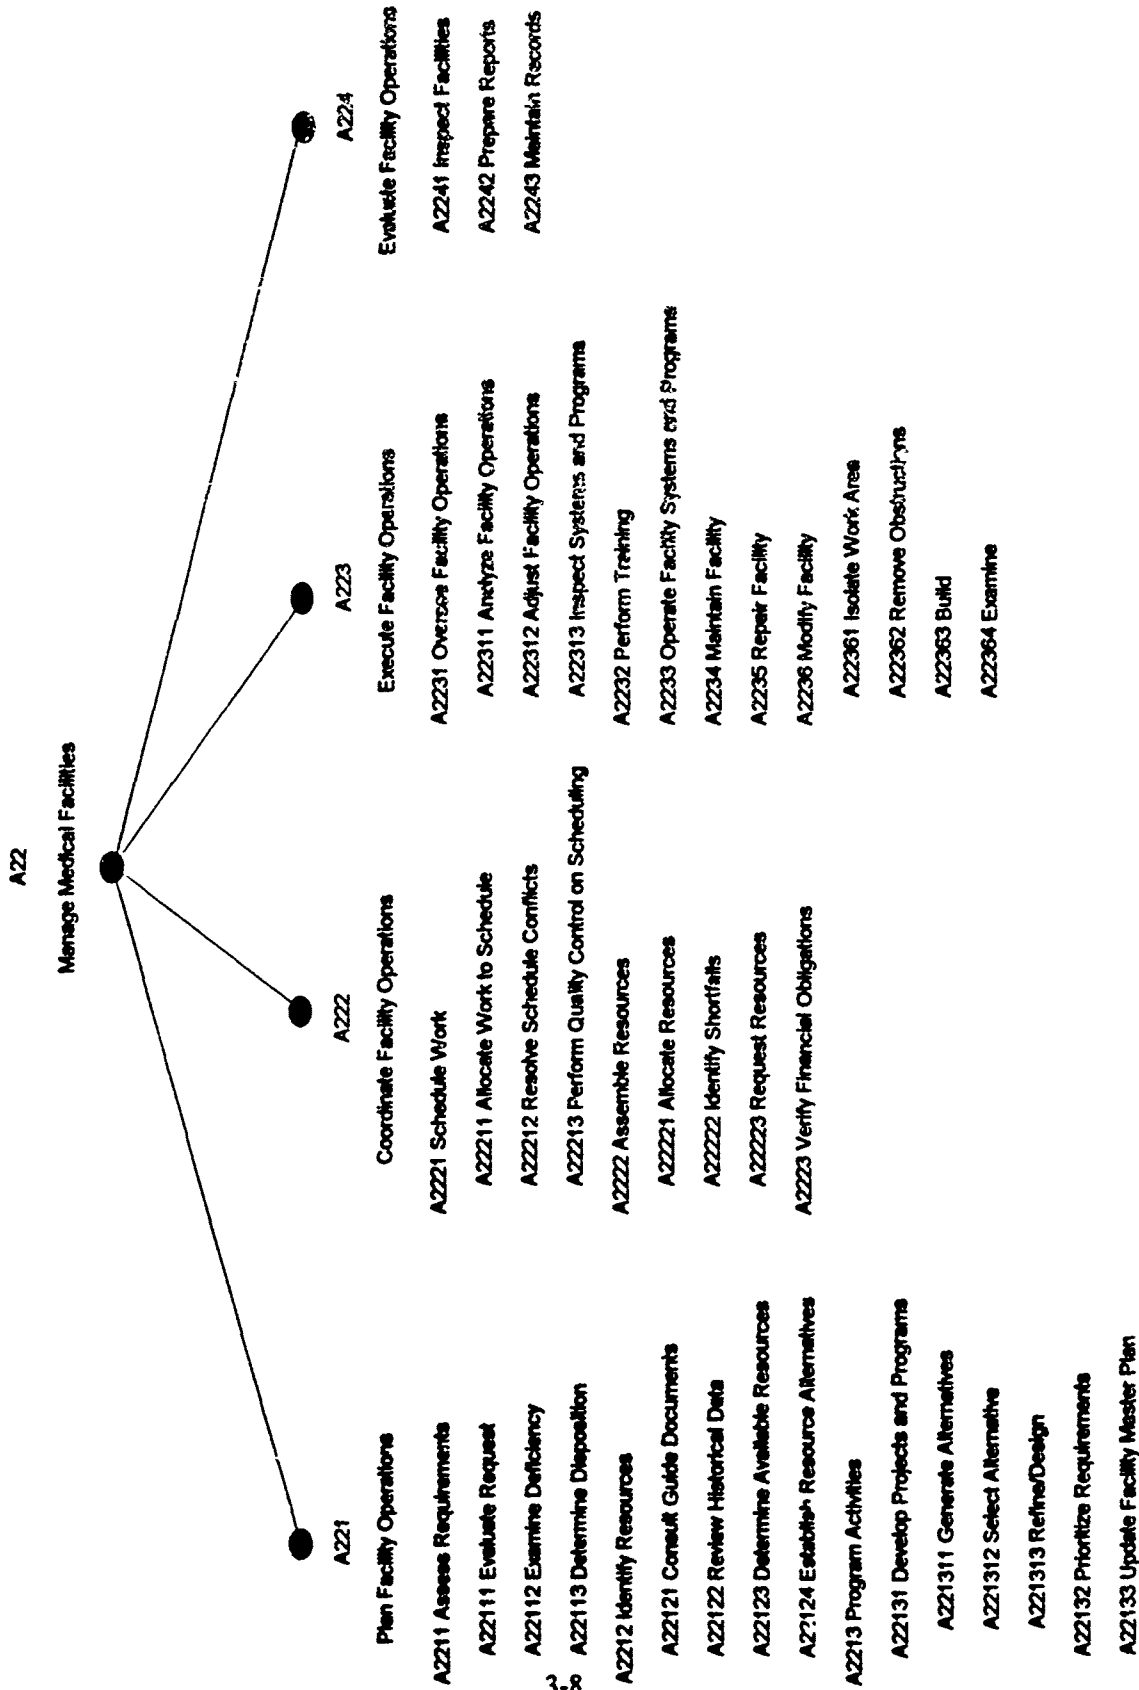 A22
Manage Medical Facilities
A221
Plan Facility Operations
A2211 Assess Requirements
A22111 Evaluate Request
A22112 Examine Deficiency
A22113 Determine Disposition
A2212 Identify Resources
A22121 Consult Guide Documents
A22122 Review Historical Data
A22123 Determine Available Resources
A22124 Establish Resource Alternatives
A2213 Program Activities
A22131 Develop Projects and Programs
A221311 Generate Alternatives
A221312 Select Alternative
A221313 Refine/Design
A22132 Prioritize Requirements
A22133 Update Facility Master Plan
A222
Coordinate Facility Operations
A2221 Schedule Work
A22211 Allocate Work to Schedule
A22212 Resolve Schedule Conflicts
A22213 Perform Quality Control on Scheduling
A2222 Assemble Resources
A22221 Allocate Resources
A22222 Identify Shortfalls
A22223 Request Resources
A2223 Verify Financial Obligations
A223
Execute Facility Operations
A2231 Oversee Facility Operations
A22311 Analyze Facility Operations
A22312 Adjust Facility Operations
A22313 Inspect Systems and Programs
A2232 Perform Training
A2233 Operate Facility Systems and Programs
A2234 Maintain Facility
A2235 Repair Facility
A2236 Modify Facility
A22361 Isolate Work Area
A22362 Remove Obstructions
A22363 Build
A22364 Examine
A224
Evaluate Facility Operations
A2241 Inspect Facilities
A2242 Prepare Reports
A2243 Maintain Records
3-8